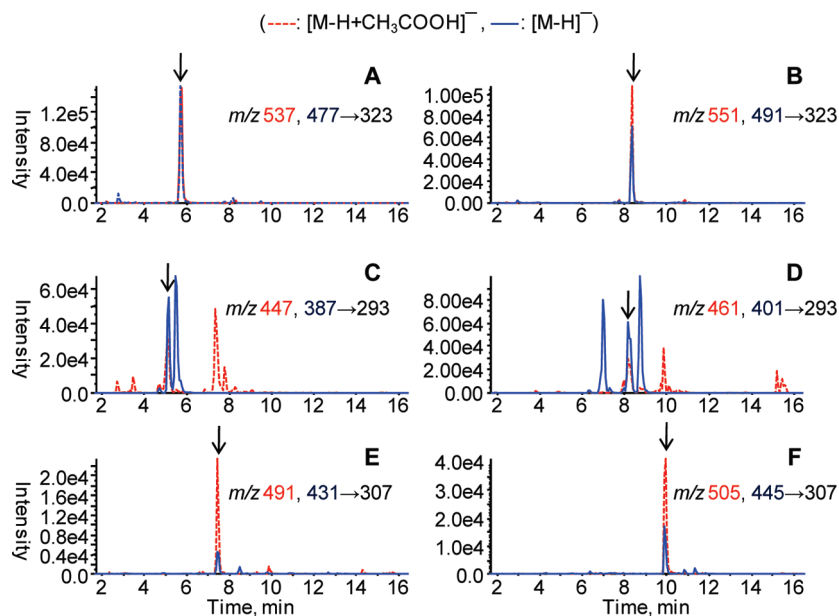 (---: [M-H+CH₃COOH]⁻, —: [M-H]⁻)
A
Intensity
1.2e5
8.0e4
4.0e4
0.0
m/z 537, 477→323
2 4 6 8 10 12 14 16
B
1.00e5
8.00e4
6.00e4
4.00e4
2.00e4
0.00
m/z 551, 491→323
2 4 6 8 10 12 14 16
C
Intensity
6.0e4
4.0e4
2.0e4
0.0
m/z 447, 387→293
2 4 6 8 10 12 14 16
D
8.00e4
6.00e4
4.00e4
2.00e4
0.00
m/z 461, 401→293
2 4 6 8 10 12 14 16
E
Intensity
2.0e4
1.6e4
1.2e4
0.8e4
0.4e4
0.0
m/z 491, 431→307
2 4 6 8 10 12 14 16
Time, min
F
4.0e4
3.0e4
2.0e4
1.0e4
0.0
m/z 505, 445→307
2 4 6 8 10 12 14 16
Time, min